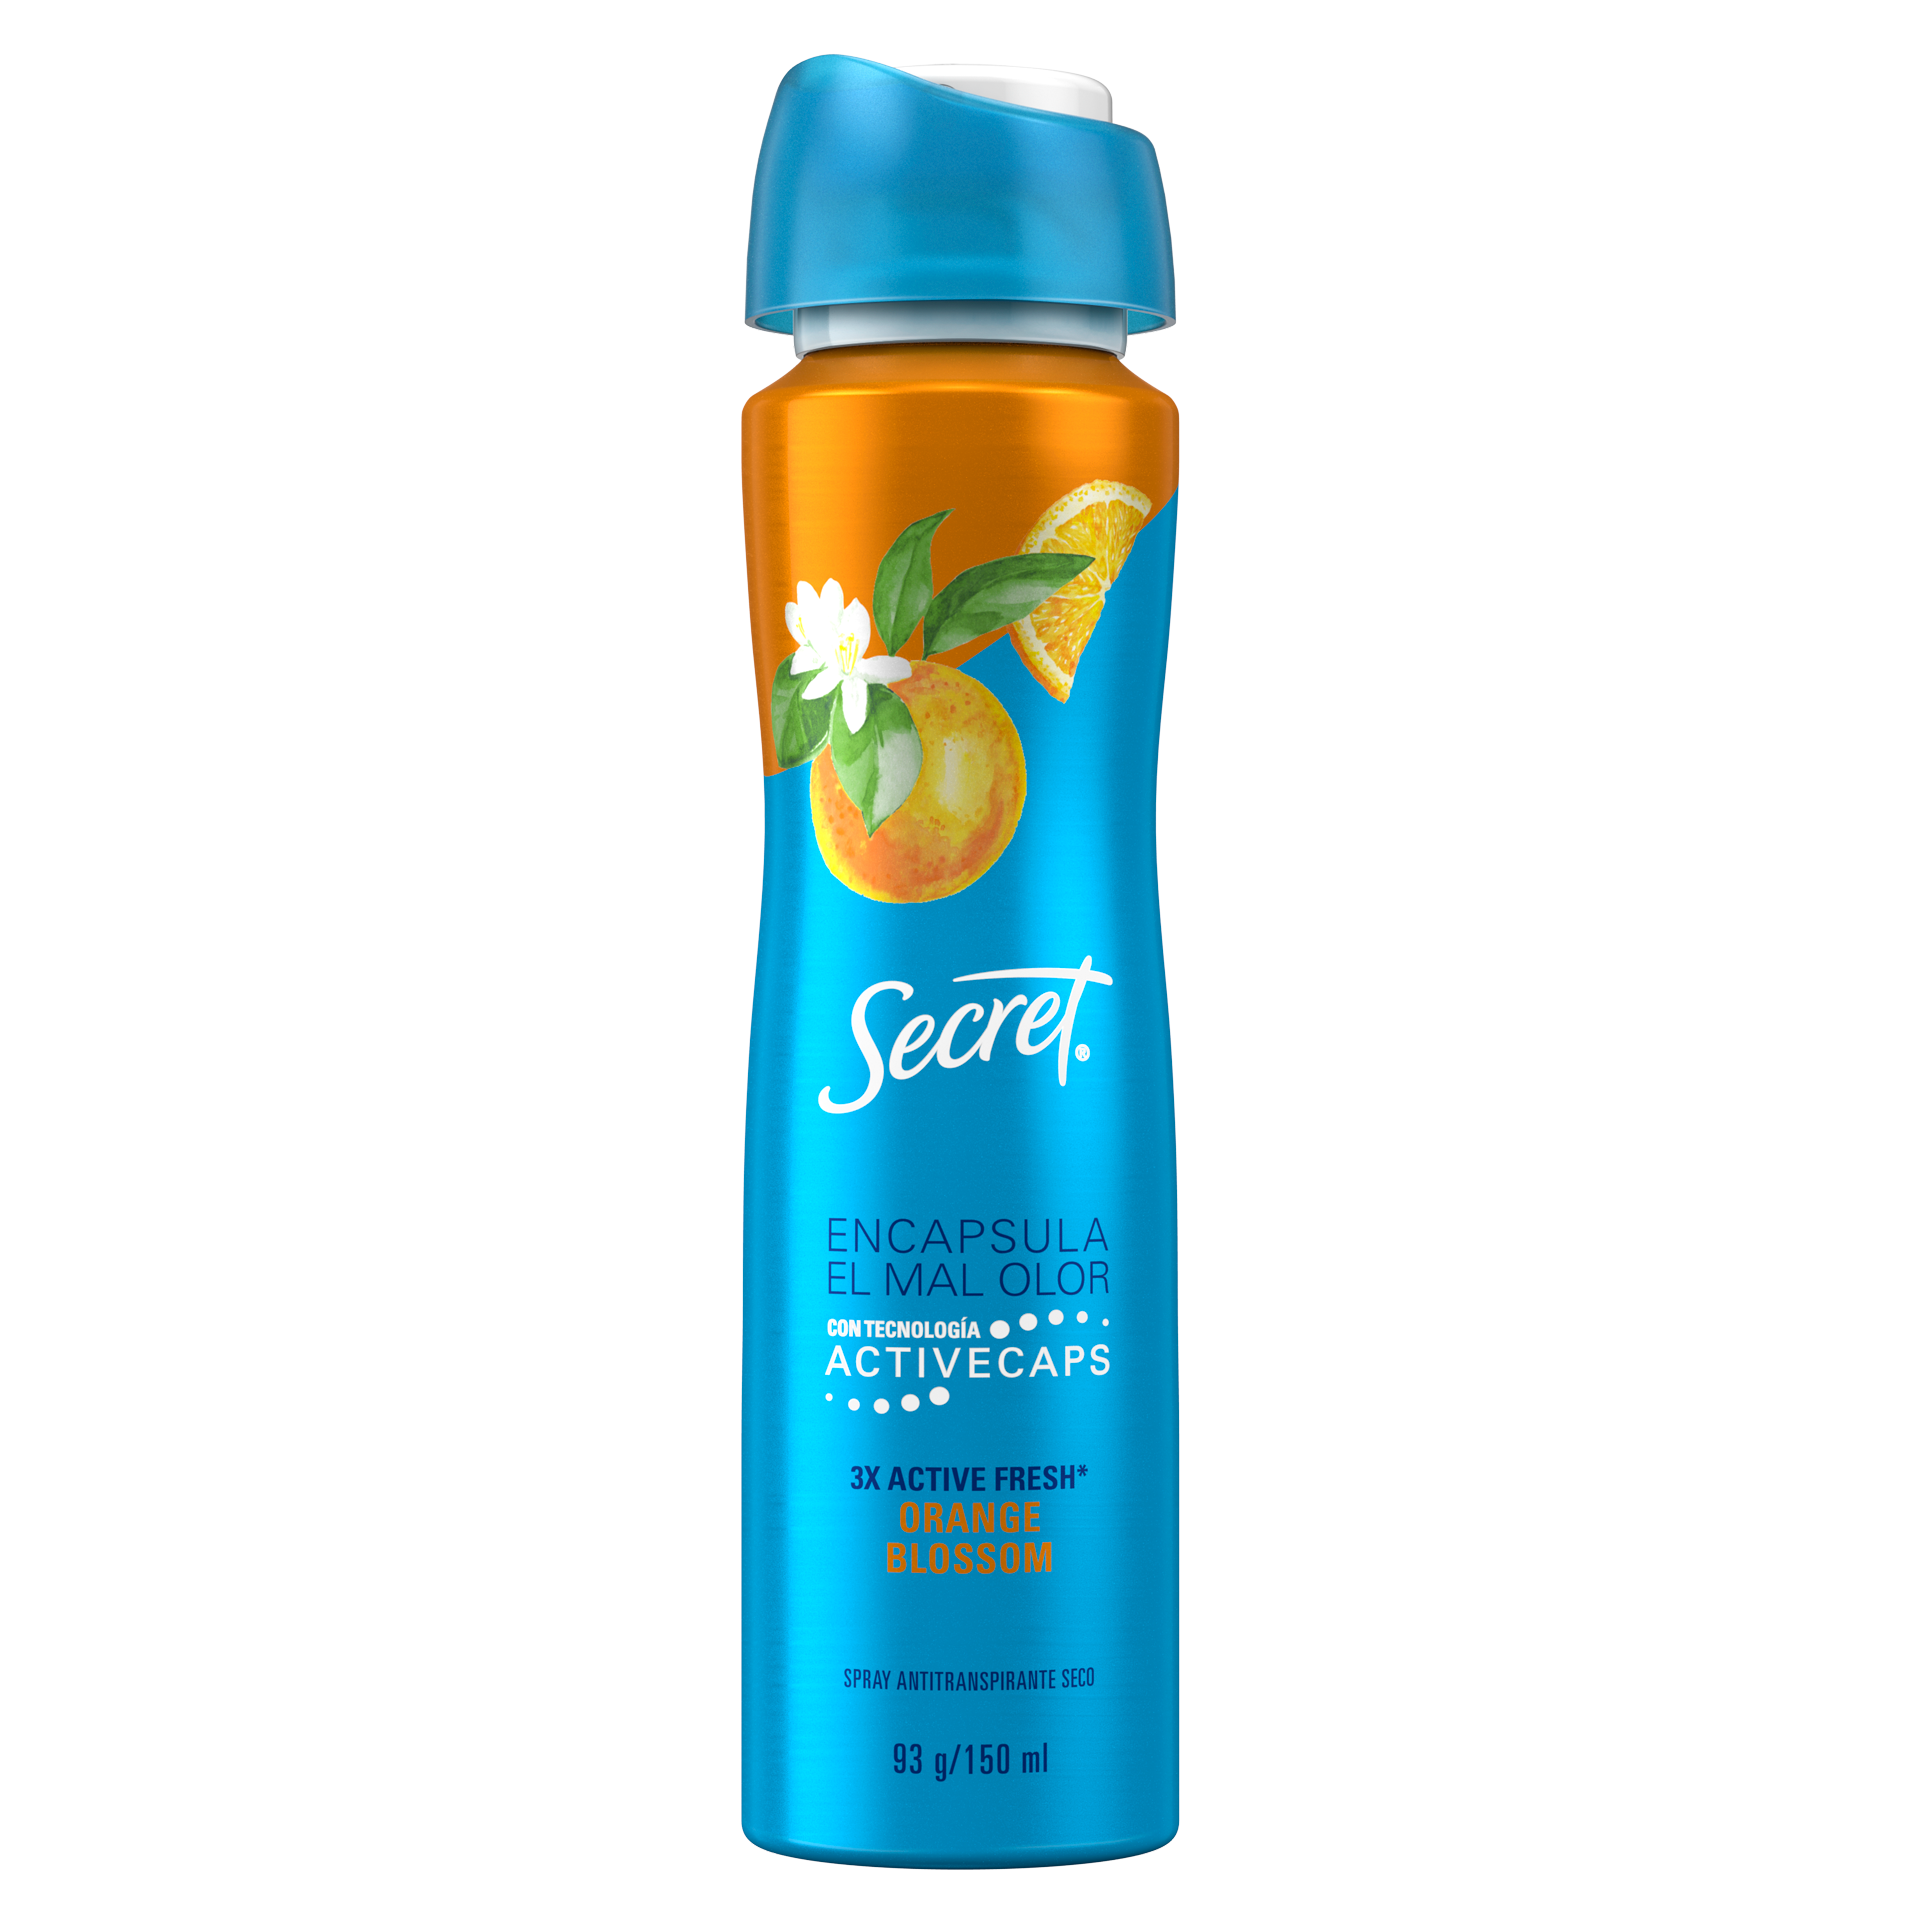 Secret®
ENCAPSULA
EL MAL OLOR
CON TECNOLOGÍA
ACTIVECAPS
3X ACTIVE FRESH*
ORANGE
BLOSSOM
SPRAY ANTITRANSPIRANTE SECO
93 g/150 ml